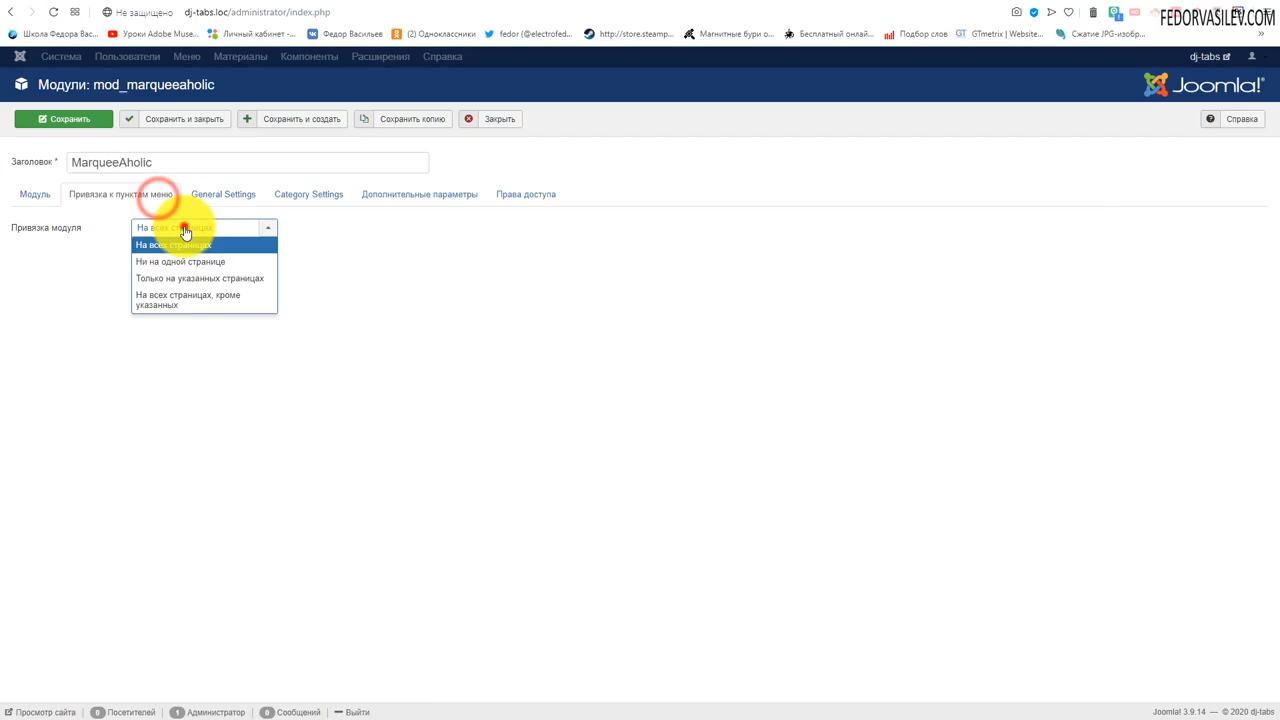 Не защищено dj-tabs.loc/administrator/index.php
FEDORVASILEV.COM
Школа Федора Вас... Уроки Adobe Muse... Личный кабинет -... Федор Васильев (2) Одноклассники fedor (@electrofed... http://store.steamp... Магнитные бури о... Бесплатный онлай... Подбор слов GTmetrix | Website... Сжатие JPG-изобр...
Система Пользователи Меню Материалы Компоненты Расширения Справка dj-tabs
Модули: mod_marqueeaholic Joomla!®
Сохранить Сохранить и закрыть Сохранить и создать Сохранить копию Закрыть Справка
Заголовок * MarqueeAholic
Модуль Привязка к пунктам меню General Settings Category Settings Дополнительные параметры Права доступа
Привязка модуля На всех страницах
На всех страницах
Ни на одной странице
Только на указанных страницах
На всех страницах, кроме
указанных
Просмотр сайта 0 Посетителей 1 Администратор 0 Сообщений Выйти Joomla! 3.9.14 — © 2020 dj-tabs